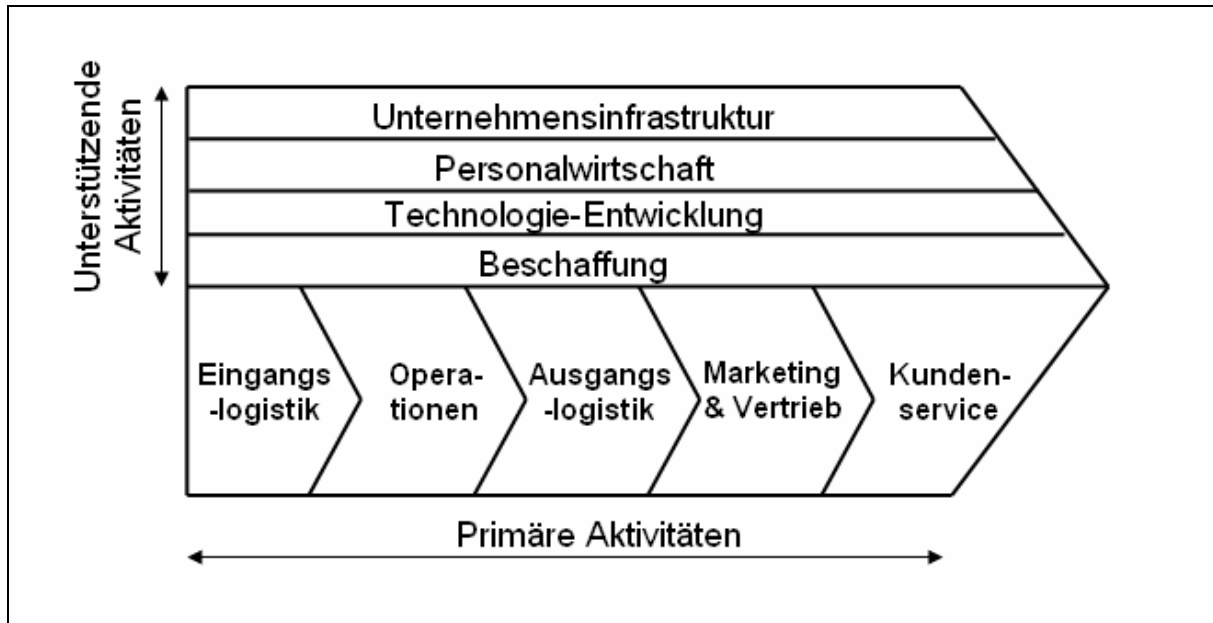 Unterstützende
Aktivitäten
Unternehmensinfrastruktur
Personalwirtschaft
Technologie-Entwicklung
Beschaffung
Eingangs
-logistik
Opera-
tionen
Ausgangs
-logistik
Marketing
& Vertrieb
Kunden-
service
Primäre Aktivitäten